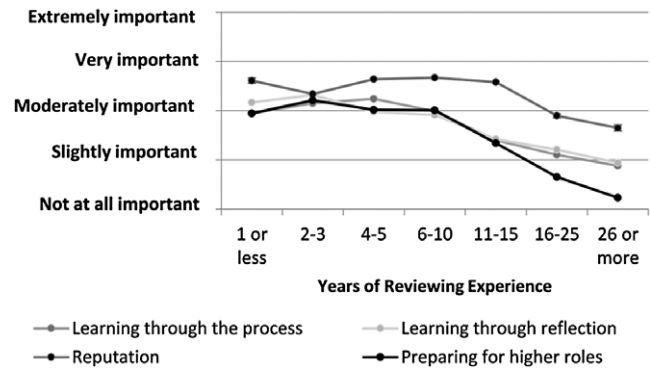 Extremely important
Very important
Moderately important
Slightly important
Not at all important
1 or less
2-3
4-5
6-10
11-15
16-25
26 or more
Years of Reviewing Experience
Learning through the process
Learning through reflection
Reputation
Preparing for higher roles